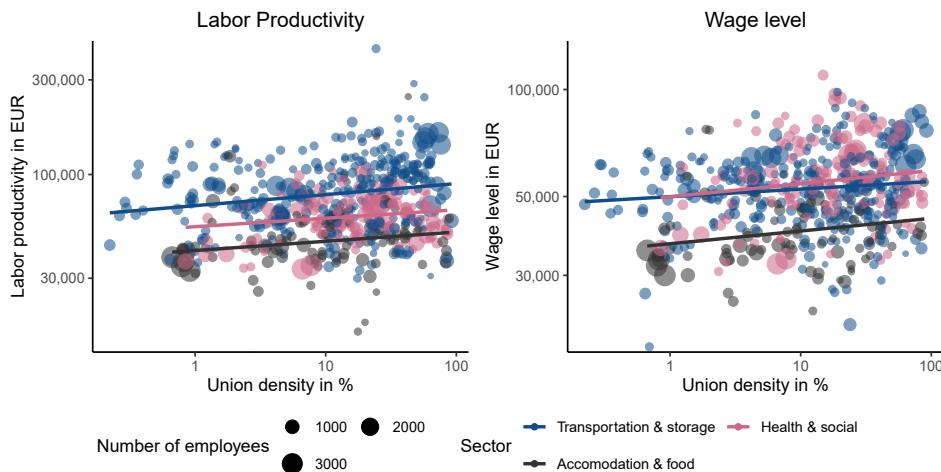 Labor Productivity
Labor productivity in EUR
300,000
100,000
30,000
1
10
100
Union density in %
Wage level
Wage level in EUR
100,000
50,000
30,000
1
10
100
Union density in %
Number of employees
1000
2000
3000
Sector
Transportation & storage
Health & social
Accomodation & food